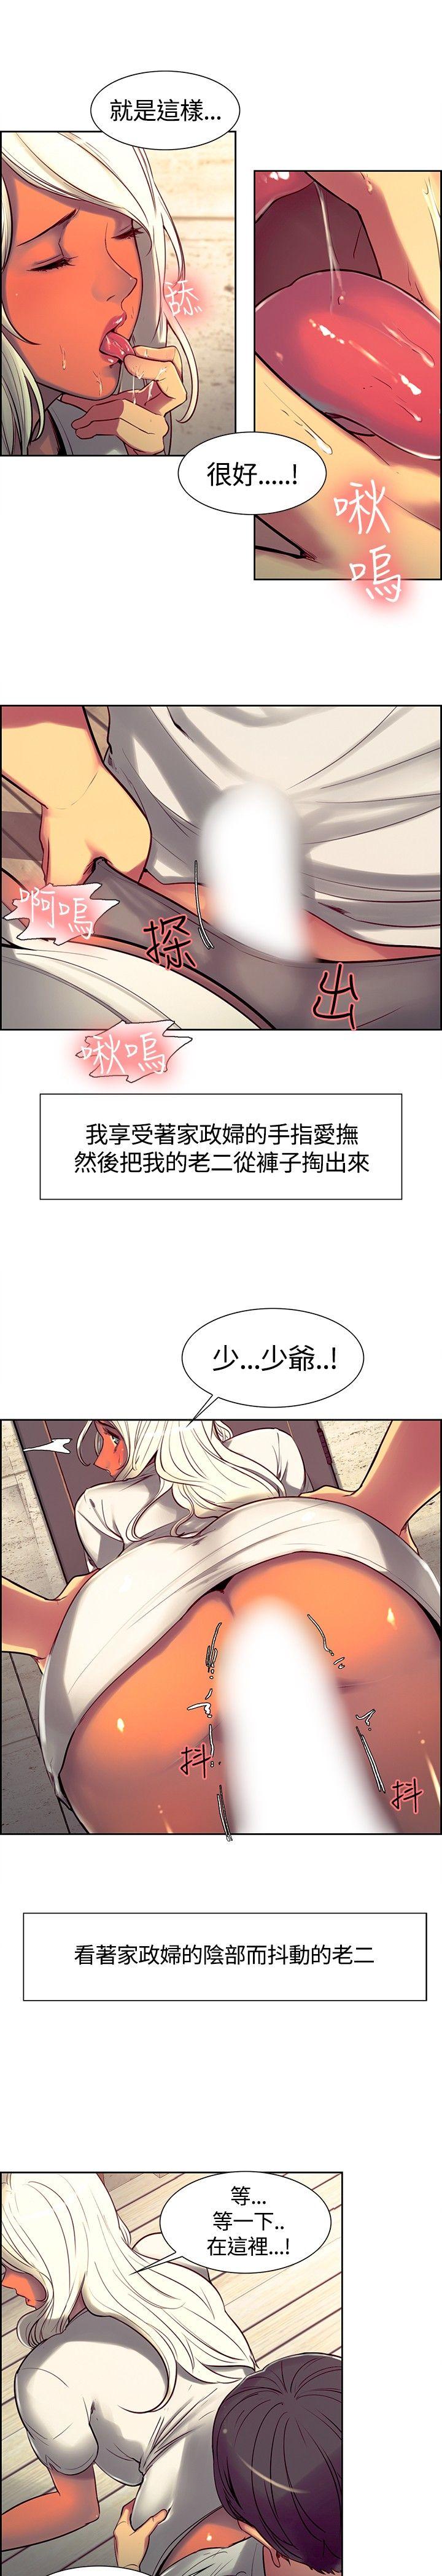 就是這樣...
舔
很好.....!
啾
嗚
啊嗚
探
出
啾嗚
我享受著家政婦的手指愛撫
然後把我的老二從褲子掏出來
少...少爺..!
抖
抖
看著家政婦的陰部而抖動的老二
等...
等一下..
在這裡...!